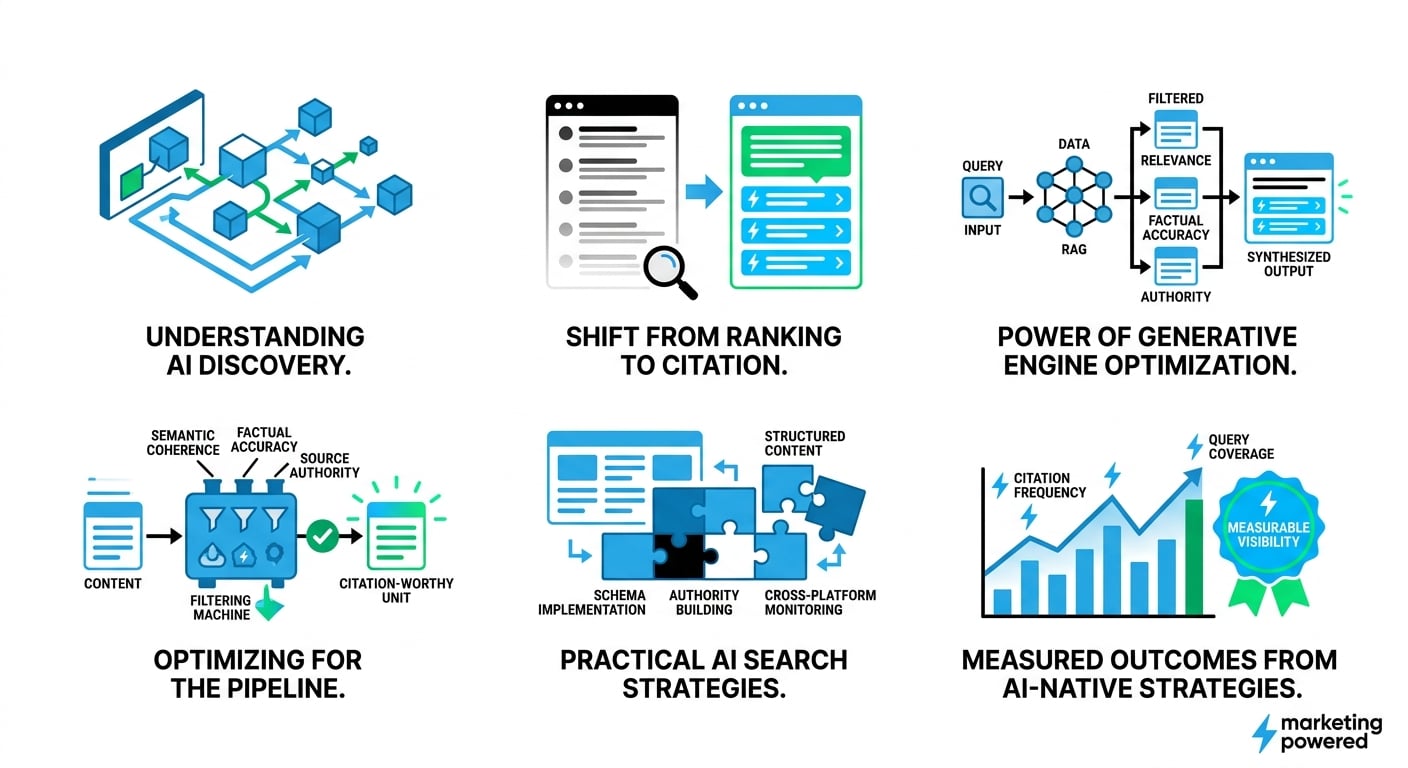 UNDERSTANDING
AI DISCOVERY.
SHIFT FROM RANKING
TO CITATION.
QUERY
INPUT
DATA
RAG
FILTERED
RELEVANCE
FACTUAL
ACCURACY
AUTHORITY
SYNTHESIZED
OUTPUT
POWER OF GENERATIVE
ENGINE OPTIMIZATION.
SEMANTIC
COHERENCE
FACTUAL
ACCURACY
SOURCE
AUTHORITY
CONTENT
FILTERING
MACHINE
CITATION-WORTHY
UNIT
OPTIMIZING FOR
THE PIPELINE.
STRUCTURED
CONTENT
SCHEMA
IMPLEMENTATION
AUTHORITY
BUILDING
CROSS-PLATFORM
MONITORING
PRACTICAL AI SEARCH
STRATEGIES.
CITATION
FREQUENCY
QUERY
COVERAGE
MEASURABLE
VISIBILITY
MEASURED OUTCOMES FROM
AI-NATIVE STRATEGIES.
marketing
powered